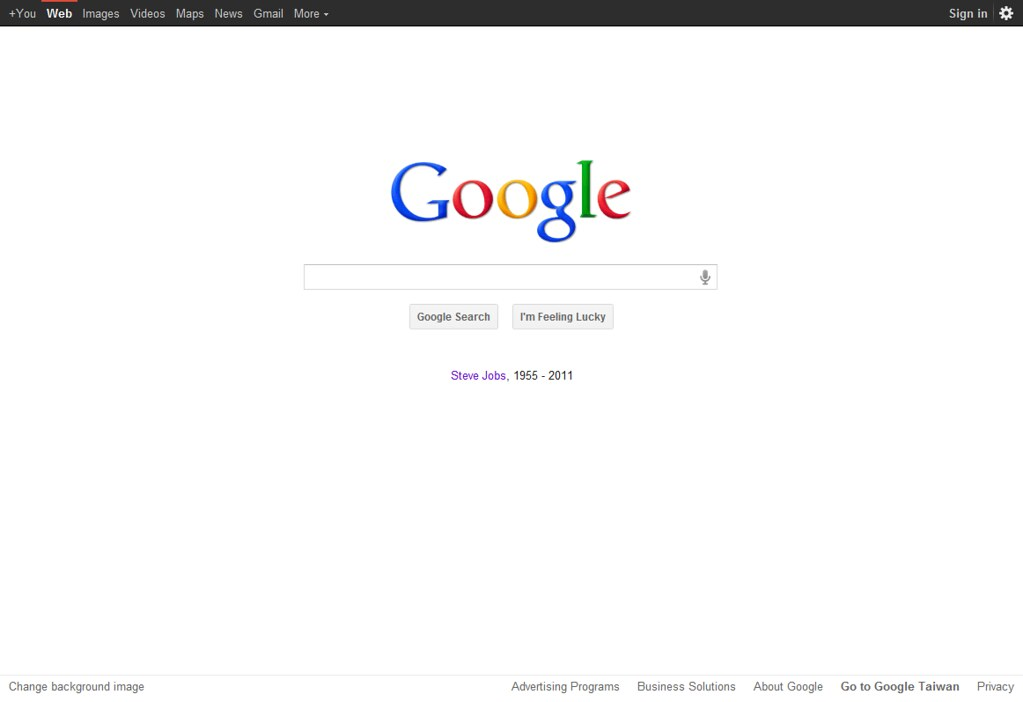 +You Web Images Videos Maps News Gmail More Sign in
Google
Google Search I'm Feeling Lucky
Steve Jobs, 1955 - 2011
Change background image Advertising Programs Business Solutions About Google Go to Google Taiwan Privacy